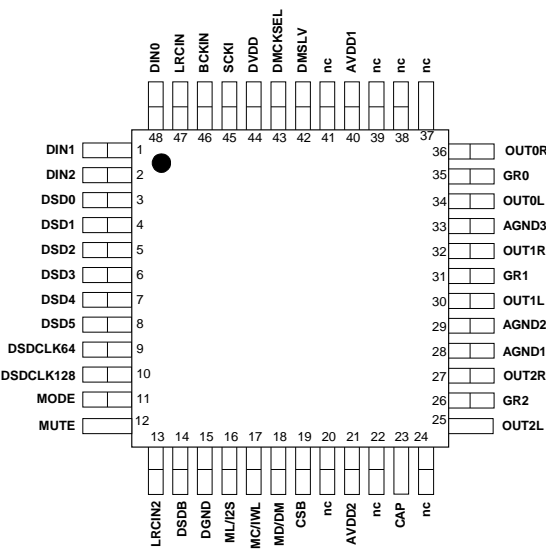 DIN0
LRCIN
BCKIN
SCKI
DVDD
DMCKSEL
DMSLV
nc
AVDD1
nc
nc
nc
48 47 46 45 44 43 42 41 40 39 38 37
DIN1 1
DIN2 2
DSD0 3
DSD1 4
DSD2 5
DSD3 6
DSD4 7
DSD5 8
DSDCLK64 9
DSDCLK128 10
MODE 11
MUTE 12
36 OUT0R
35 GR0
34 OUT0L
33 AGND3
32 OUT1R
31 GR1
30 OUT1L
29 AGND2
28 AGND1
27 OUT2R
26 GR2
25 OUT2L
13 14 15 16 17 18 19 20 21 22 23 24
LRCIN2
DSDB
DGND
ML/I2S
MC/IWL
MD/DM
CSB
nc
AVDD2
nc
CAP
nc